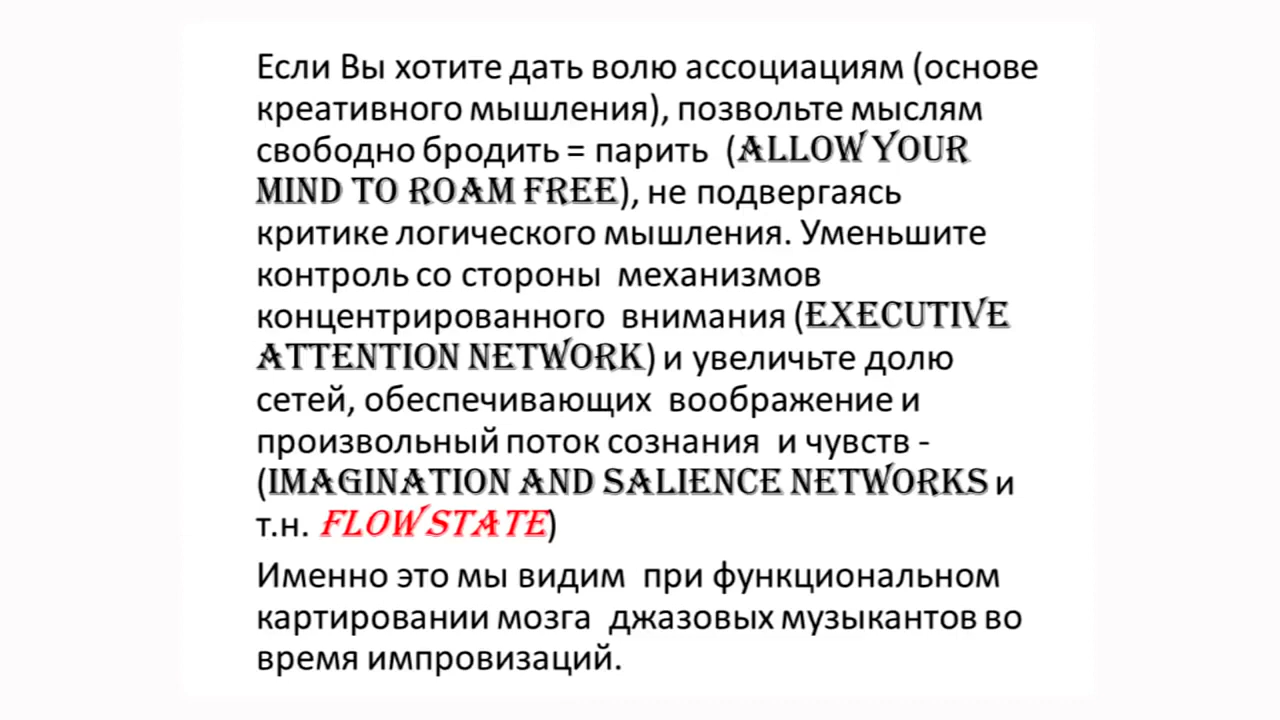 Если Вы хотите дать волю ассоциациям (основе
креативного мышления), позвольте мыслям
свободно бродить = парить (ALLOW YOUR
MIND TO ROAM FREE), не подвергаясь
критике логического мышления. Уменьшите
контроль со стороны механизмов
концентрированного внимания (EXECUTIVE
ATTENTION NETWORK) и увеличьте долю
сетей, обеспечивающих воображение и
произвольный поток сознания и чувств -
(IMAGINATION AND SALIENCE NETWORKS и
т.н. FLOW STATE)
Именно это мы видим при функциональном
картировании мозга джазовых музыкантов во
время импровизаций.